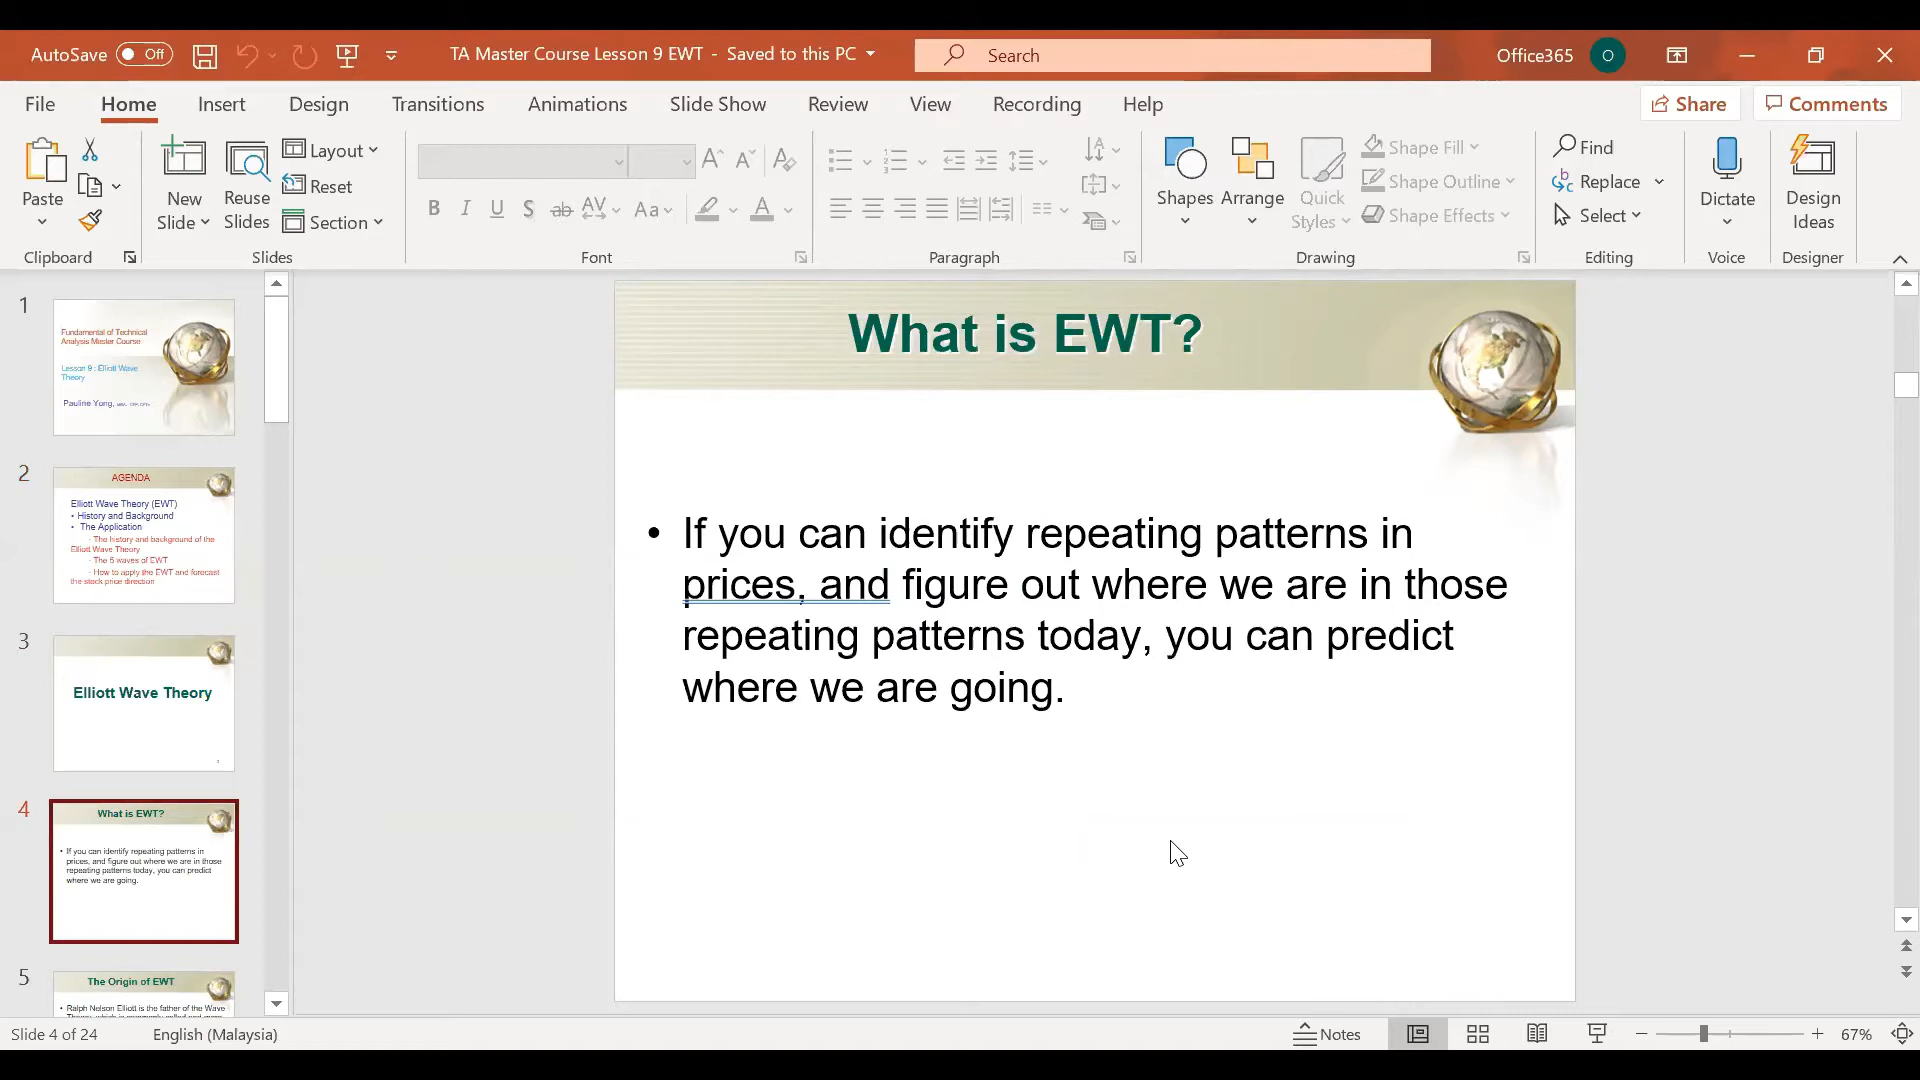 AutoSave Off TA Master Course Lesson 9 EWT - Saved to this PC Search Office365 O
File Home Insert Design Transitions Animations Slide Show Review View Recording Help Share Comments
Paste
New Slide
Reuse Slides
Layout
Reset
Section
Shapes
Arrange
Quick Styles
Shape Fill
Shape Outline
Shape Effects
Find
Replace
Select
Dictate
Design Ideas
Clipboard Slides Font Paragraph Drawing Editing Voice Designer
1
Fundamental of Technical
Analysis Master Course
Lesson 9 : Elliott Wave
Theory
Pauline Yong,
2
AGENDA
Elliott Wave Theory (EWT)
• History and Background
• The Application
- The history and background of the
Elliott Wave Theory
- The 5 waves of EWT
- How to apply the EWT and forecast
the stock price direction
3
Elliott Wave Theory
4
What is EWT?
• If you can identify repeating patterns in
prices, and figure out where we are in those
repeating patterns today, you can predict
where we are going.
5
The Origin of EWT
• Ralph Nelson Elliott is the father of the Wave
What is EWT?
• If you can identify repeating patterns in
prices, and figure out where we are in those
repeating patterns today, you can predict
where we are going.
Slide 4 of 24 English (Malaysia) Notes 67%